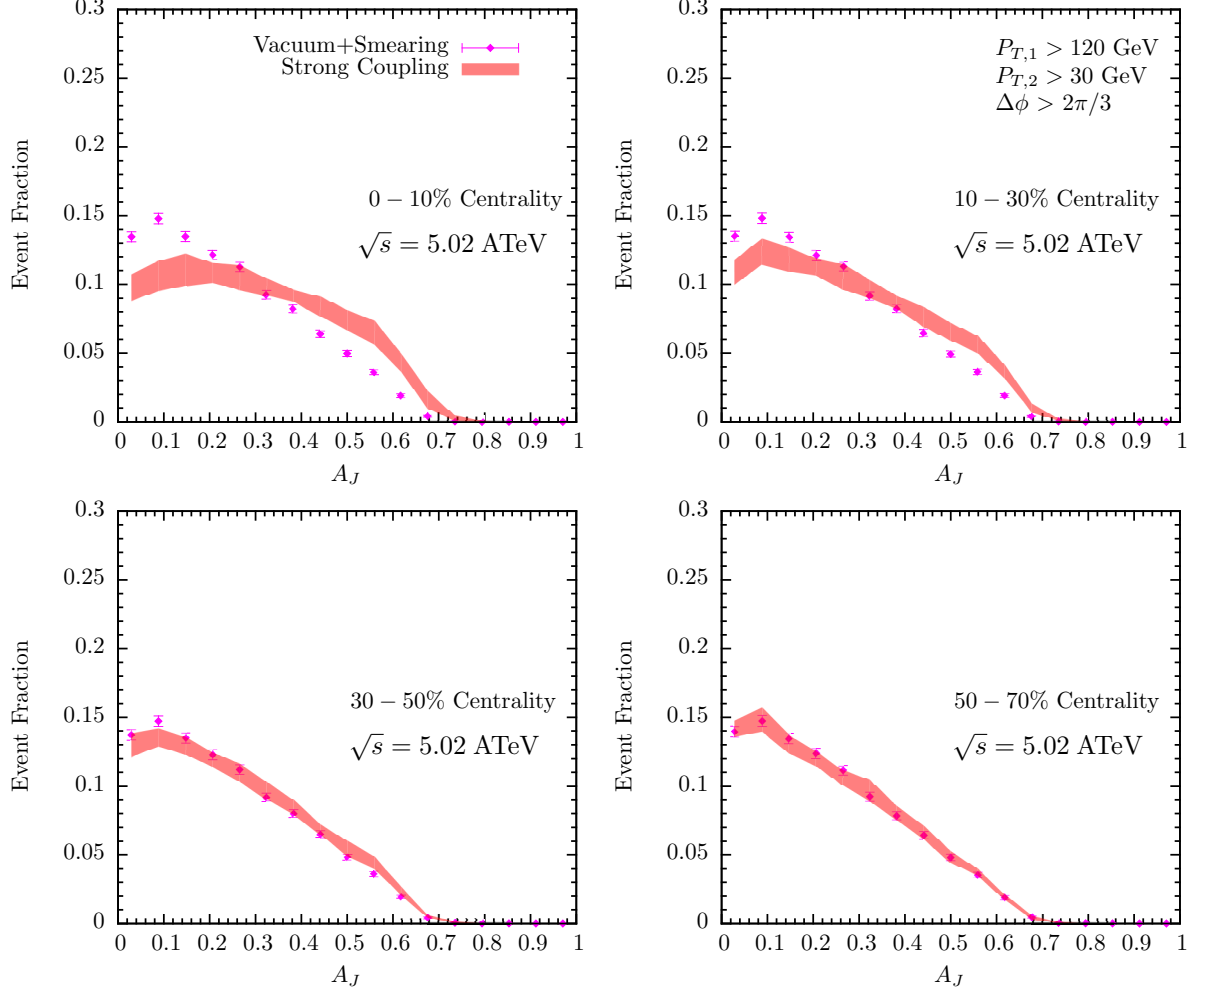 0.3
0.25
0.2
0.15
0.1
0.05
0
Event Fraction
Vacuum+Smearing
Strong Coupling
0 − 10% Centrality
√s = 5.02 ATeV
0 0.1 0.2 0.3 0.4 0.5 0.6 0.7 0.8 0.9 1
A_J
0.3
0.25
0.2
0.15
0.1
0.05
0
Event Fraction
P_{T,1} > 120 GeV
P_{T,2} > 30 GeV
Δϕ > 2π/3
10 − 30% Centrality
√s = 5.02 ATeV
0 0.1 0.2 0.3 0.4 0.5 0.6 0.7 0.8 0.9 1
A_J
0.3
0.25
0.2
0.15
0.1
0.05
0
Event Fraction
30 − 50% Centrality
√s = 5.02 ATeV
0 0.1 0.2 0.3 0.4 0.5 0.6 0.7 0.8 0.9 1
A_J
0.3
0.25
0.2
0.15
0.1
0.05
0
Event Fraction
50 − 70% Centrality
√s = 5.02 ATeV
0 0.1 0.2 0.3 0.4 0.5 0.6 0.7 0.8 0.9 1
A_J